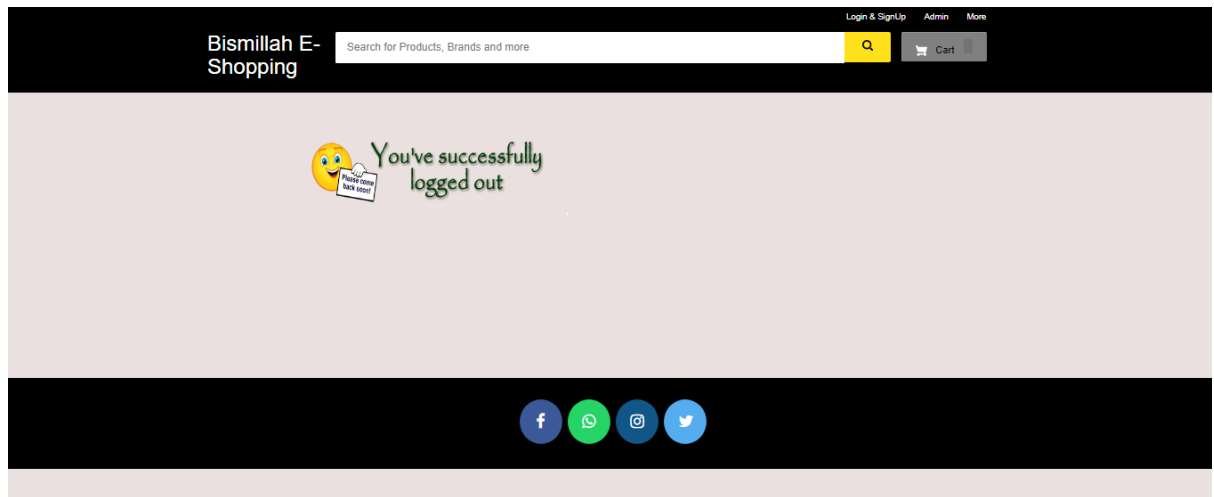 Login & SignUp Admin More
Bismillah E-
Shopping
Search for Products, Brands and more
Cart
You've successfully
logged out
Please come
back soon!